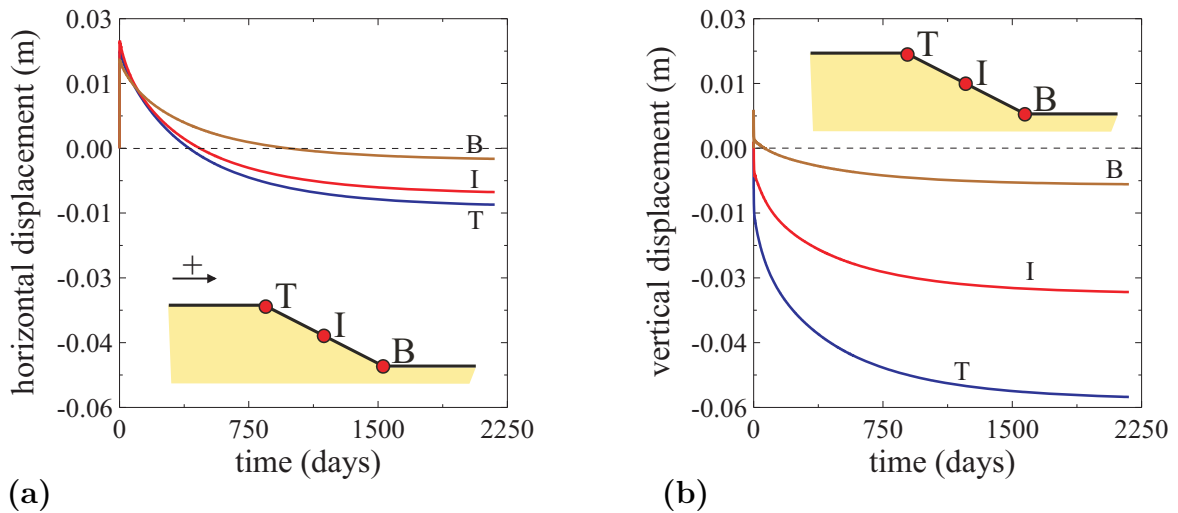 horizontal displacement (m)
0.03
0.01
0.00
-0.01
-0.03
-0.04
-0.06
B
I
T
+
T
I
B
0
750
1500
2250
time (days)
(a)
vertical displacement (m)
0.03
0.01
0.00
-0.01
-0.03
-0.04
-0.06
T
I
B
B
I
T
0
750
1500
2250
time (days)
(b)